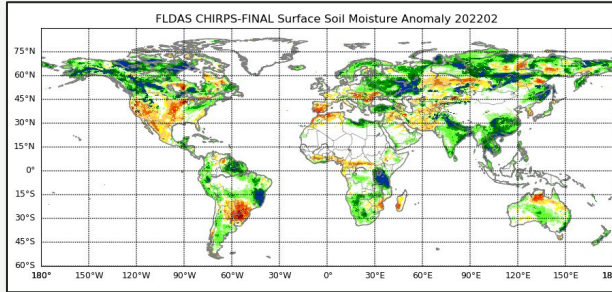 FLDAS CHIRPS-FINAL Surface Soil Moisture Anomaly 202202
75°N
60°N
45°N
30°N
15°N
0°
15°S
30°S
45°S
60°S
180° 150°W 120°W 90°W 60°W 30°W 0° 30°E 60°E 90°E 120°E 150°E 18